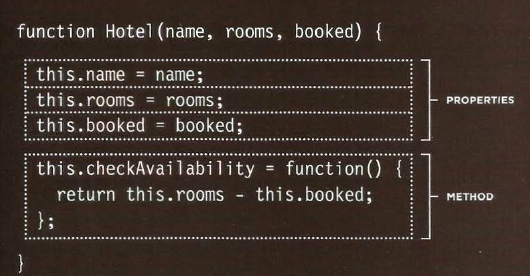 function Hotel(name, rooms, booked) {
this.name = name;
this.rooms = rooms;
this.booked = booked;
PROPERTIES
this.checkAvailability = function() {
return this.rooms - this.booked;
};
METHOD
}